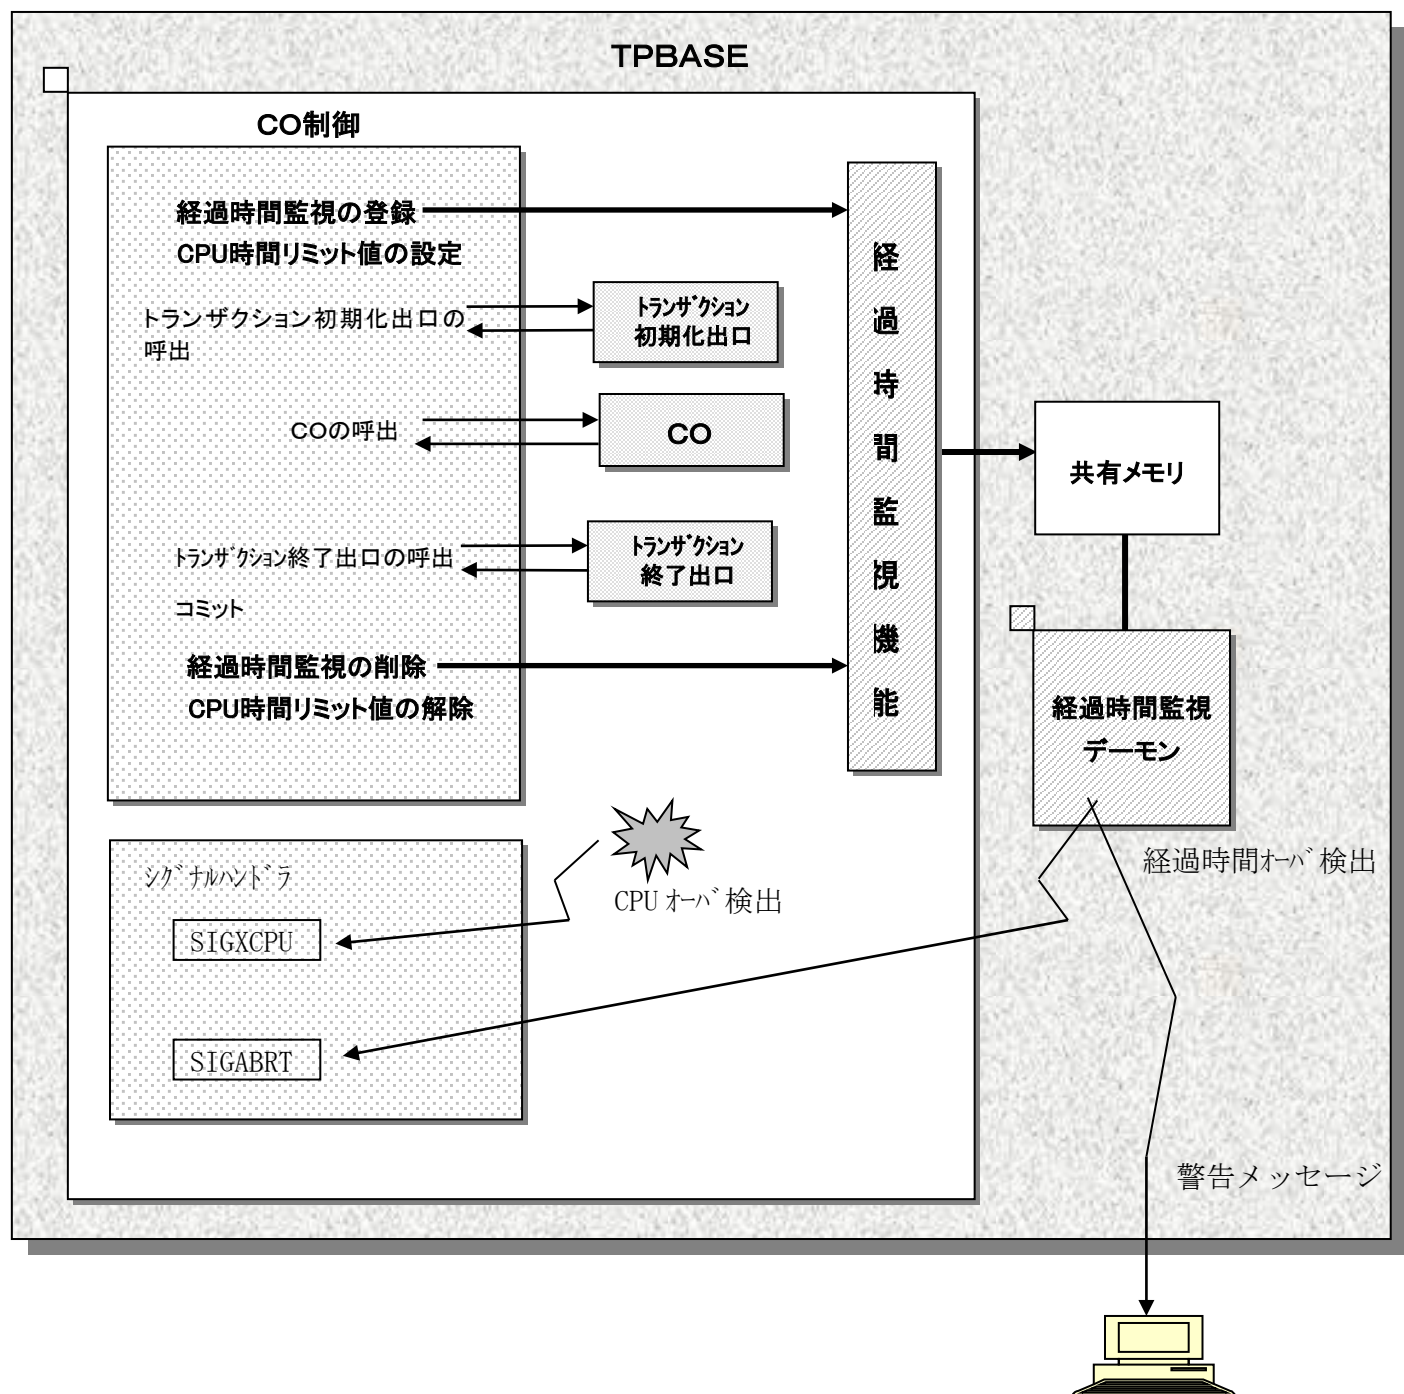 TPBASE
CO制御
経過時間監視の登録
CPU時間リミット値の設定
トランザクション初期化出口の
呼出
トランザクション
初期化出口
COの呼出
CO
トランザクション終了出口の呼出
トランザクション
終了出口
コミット
経過時間監視の削除
CPU時間リミット値の解除
経
過
時
間
監
視
機
能
共有メモリ
経過時間監視
デーモン
シグナルハンドラ
SIGXCPU
SIGABRT
CPUオーバ検出
経過時間オーバ検出
警告メッセージ